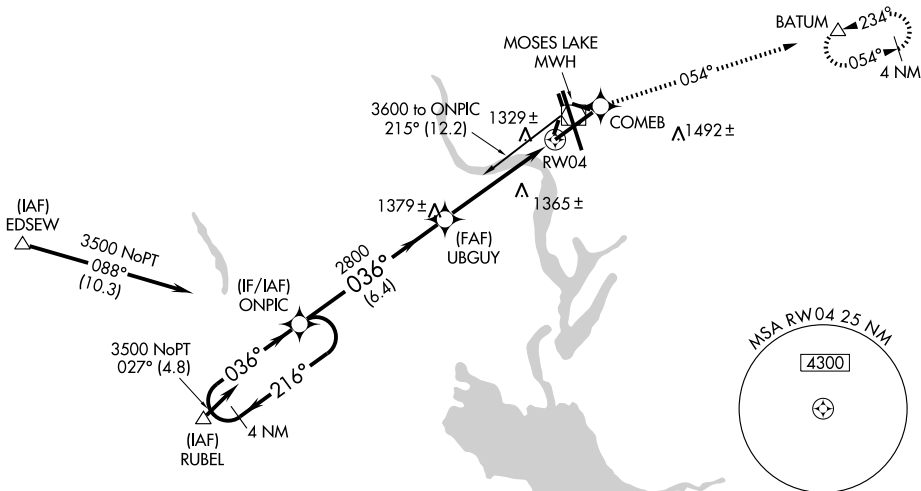 BATUM
234°
054°
4 NM
MOSES LAKE
MWH
054°
3600 to ONPIC
215° (12.2)
1329 ±
COMEB
1492 ±
RW04
(IAF)
EDSEW
3500 NoPT
088°
(10.3)
1379 ±
1365 ±
(FAF)
UBGUY
2800
036°
(6.4)
(IF/IAF)
ONPIC
3500 NoPT
027° (4.8)
036°
216°
4 NM
(IAF)
RUBEL
MSA RW04 25 NM
4300